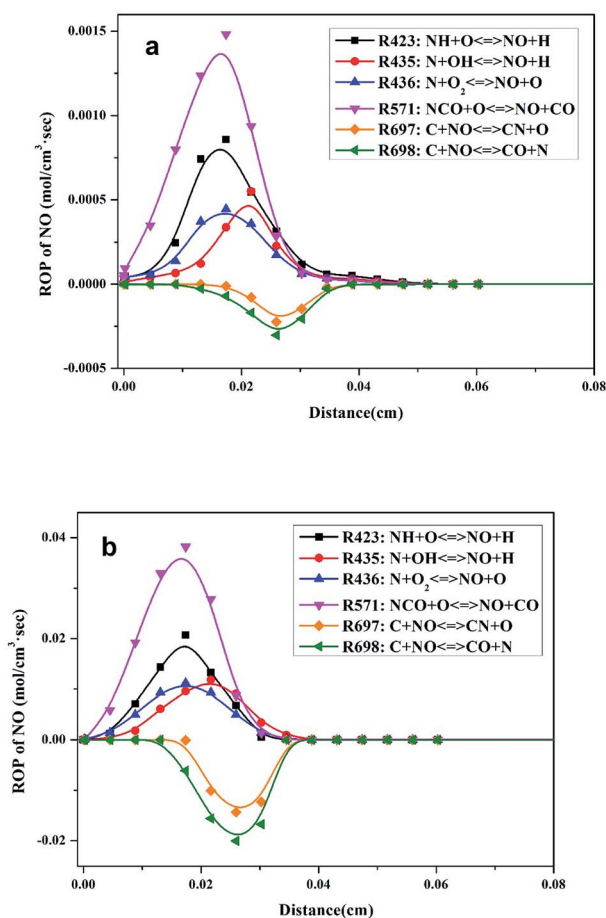 a
R423: NH+O<=>NO+H
R435: N+OH<=>NO+H
R436: N+O₂<=>NO+O
R571: NCO+O<=>NO+CO
R697: C+NO<=>CN+O
R698: C+NO<=>CO+N
0.0015
0.0010
0.0005
0.0000
-0.0005
ROP of NO (mol/cm³·sec)
0.00 0.02 0.04 0.06 0.08
Distance(cm)
b
R423: NH+O<=>NO+H
R435: N+OH<=>NO+H
R436: N+O₂<=>NO+O
R571: NCO+O<=>NO+CO
R697: C+NO<=>CN+O
R698: C+NO<=>CO+N
0.04
0.02
0.00
-0.02
ROP of NO (mol/cm³·sec)
0.00 0.02 0.04 0.06 0.08
Distance(cm)